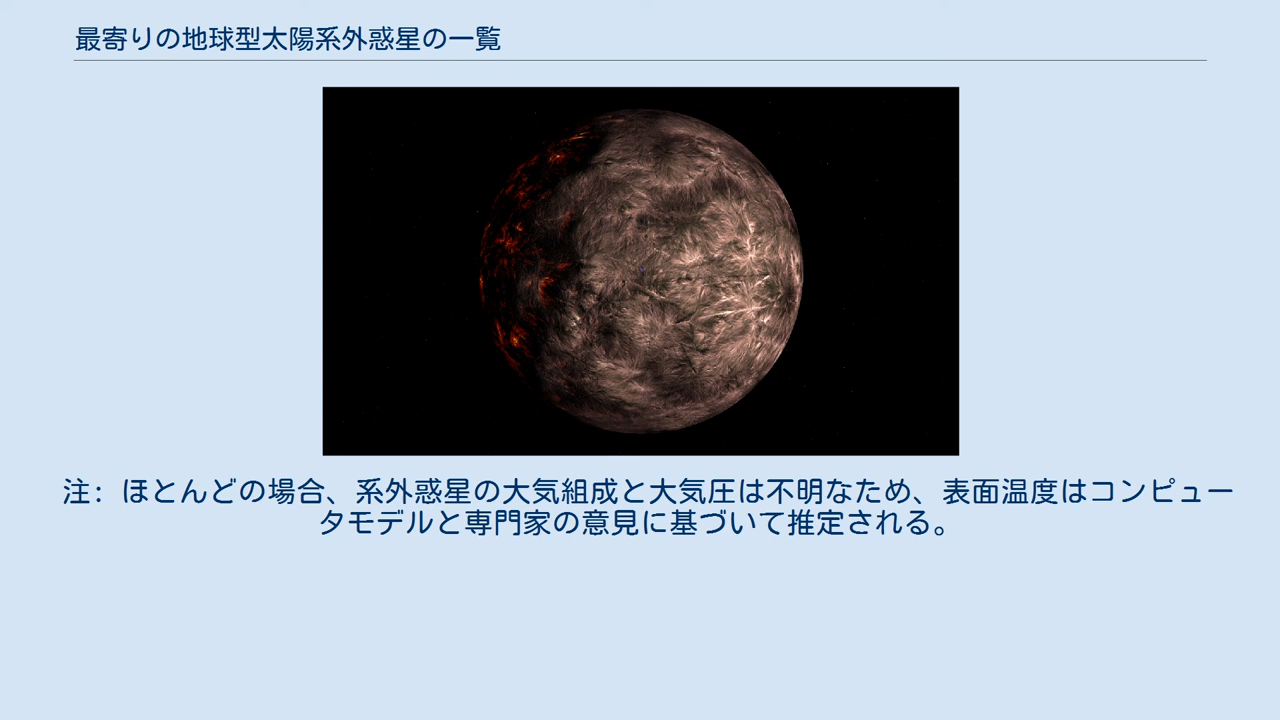 最寄りの地球型太陽系外惑星の一覧
注: ほとんどの場合、系外惑星の大気組成と大気圧は不明なため、表面温度はコンピュー
タモデルと専門家の意見に基づいて推定される。